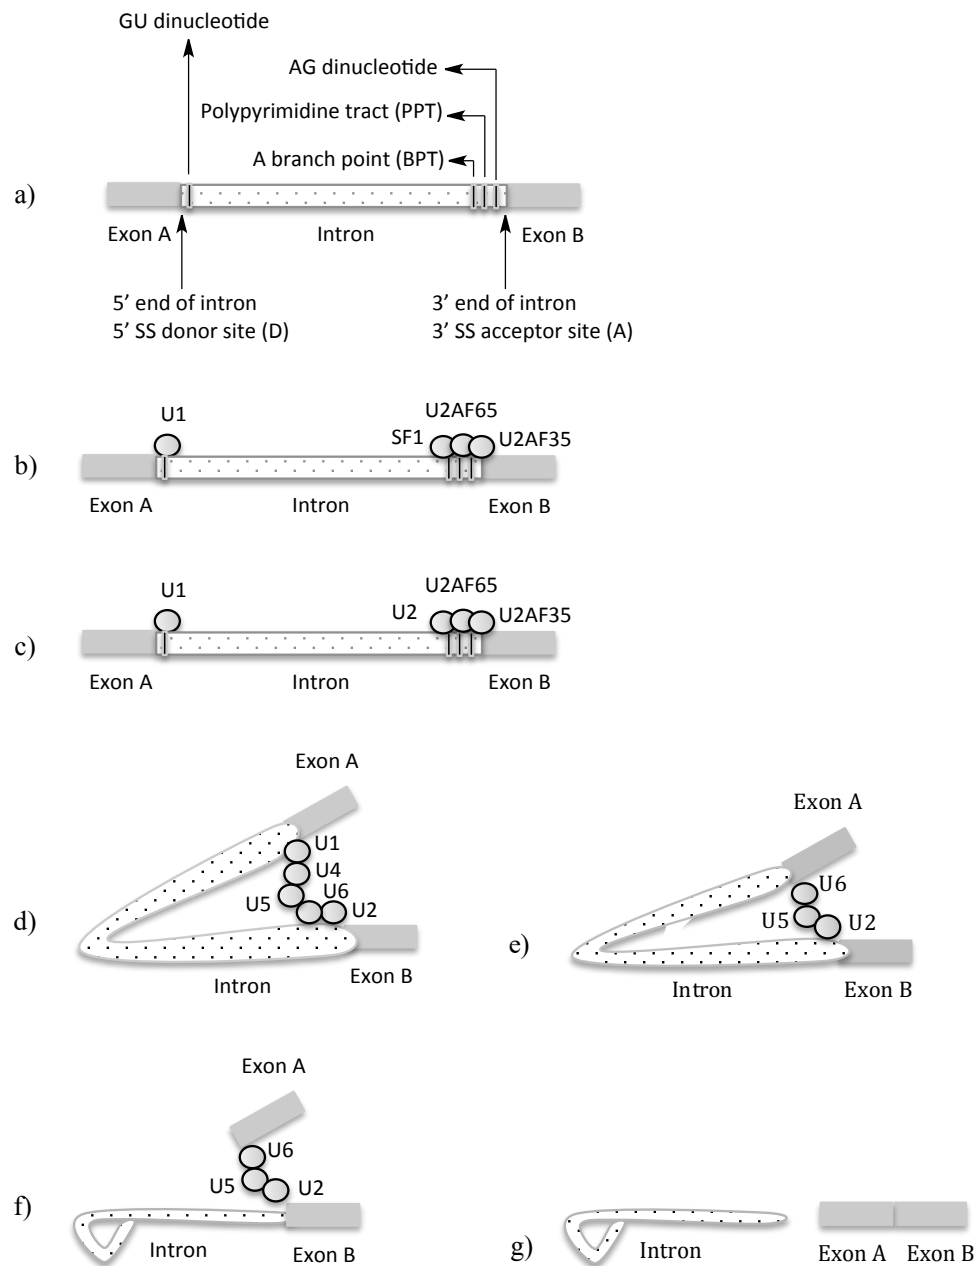 GU dinucleotide
AG dinucleotide
Polypyrimidine tract (PPT)
A branch point (BPT)
a)
Exon A
Intron
Exon B
5’ end of intron
5’ SS donor site (D)
3’ end of intron
3’ SS acceptor site (A)
b)
U1
SF1
U2AF65
U2AF35
Exon A
Intron
Exon B
c)
U1
U2
U2AF65
U2AF35
Exon A
Intron
Exon B
d)
Exon A
U1
U4
U5
U6
U2
Intron
Exon B
e)
Exon A
U6
U5
U2
Intron
Exon B
f)
Exon A
U6
U5
U2
Intron
Exon B
g)
Intron
Exon A
Exon B